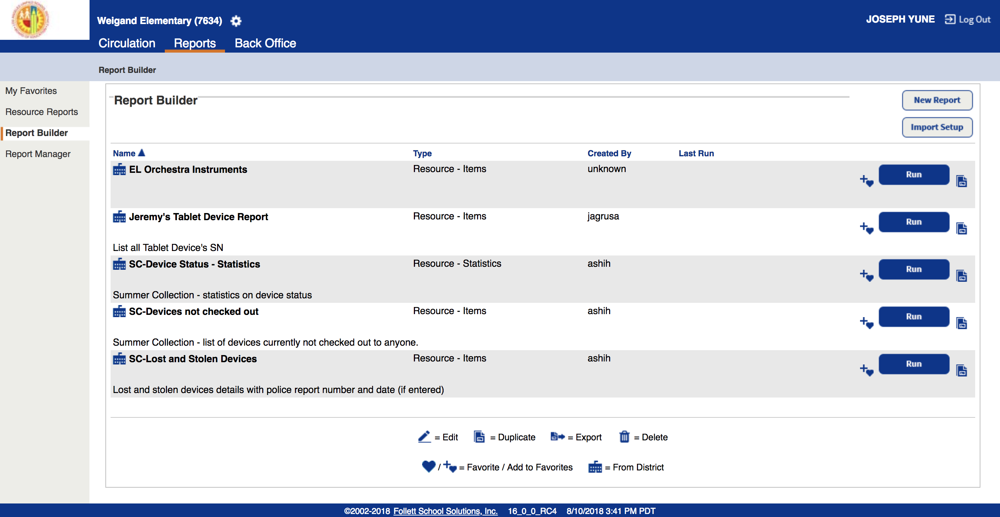 Weigand Elementary (7634)
JOSEPH YUNE Log Out
Circulation Reports Back Office
Report Builder
My Favorites
Resource Reports
Report Builder
Report Manager
Report Builder
New Report
Import Setup
Name Type Created By Last Run
EL Orchestra Instruments Resource - Items unknown Run
Jeremy's Tablet Device Report Resource - Items jagrusa Run
List all Tablet Device's SN
SC-Device Status - Statistics Resource - Statistics ashih Run
Summer Collection - statistics on device status
SC-Devices not checked out Resource - Items ashih Run
Summer Collection - list of devices currently not checked out to anyone.
SC-Lost and Stolen Devices Resource - Items ashih Run
Lost and stolen devices details with police report number and date (if entered)
= Edit = Duplicate = Export = Delete
/ = Favorite / Add to Favorites = From District
©2002-2018 Follett School Solutions, Inc. 16_0_0_RC4 8/10/2018 3:41 PM PDT